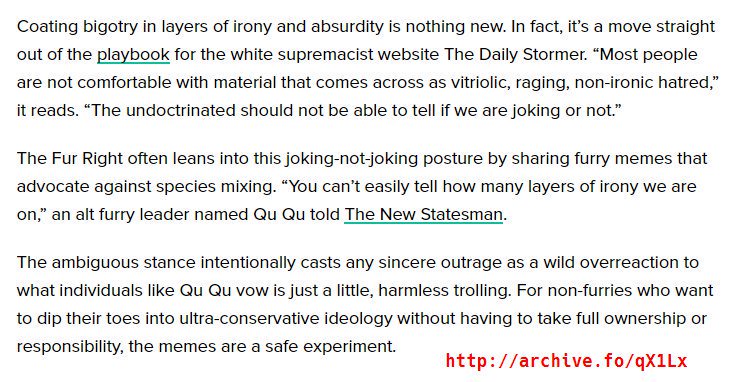 Coating bigotry in layers of irony and absurdity is nothing new. In fact, it’s a move straight
out of the playbook for the white supremacist website The Daily Stormer. “Most people
are not comfortable with material that comes across as vitriolic, raging, non-ironic hatred,”
it reads. “The undoctrinated should not be able to tell if we are joking or not.”
The Fur Right often leans into this joking-not-joking posture by sharing furry memes that
advocate against species mixing. “You can’t easily tell how many layers of irony we are
on,” an alt furry leader named Qu Qu told The New Statesman.
The ambiguous stance intentionally casts any sincere outrage as a wild overreaction to
what individuals like Qu Qu vow is just a little, harmless trolling. For non-furries who want
to dip their toes into ultra-conservative ideology without having to take full ownership or
responsibility, the memes are a safe experiment.
http://archive.fo/qX1Lx